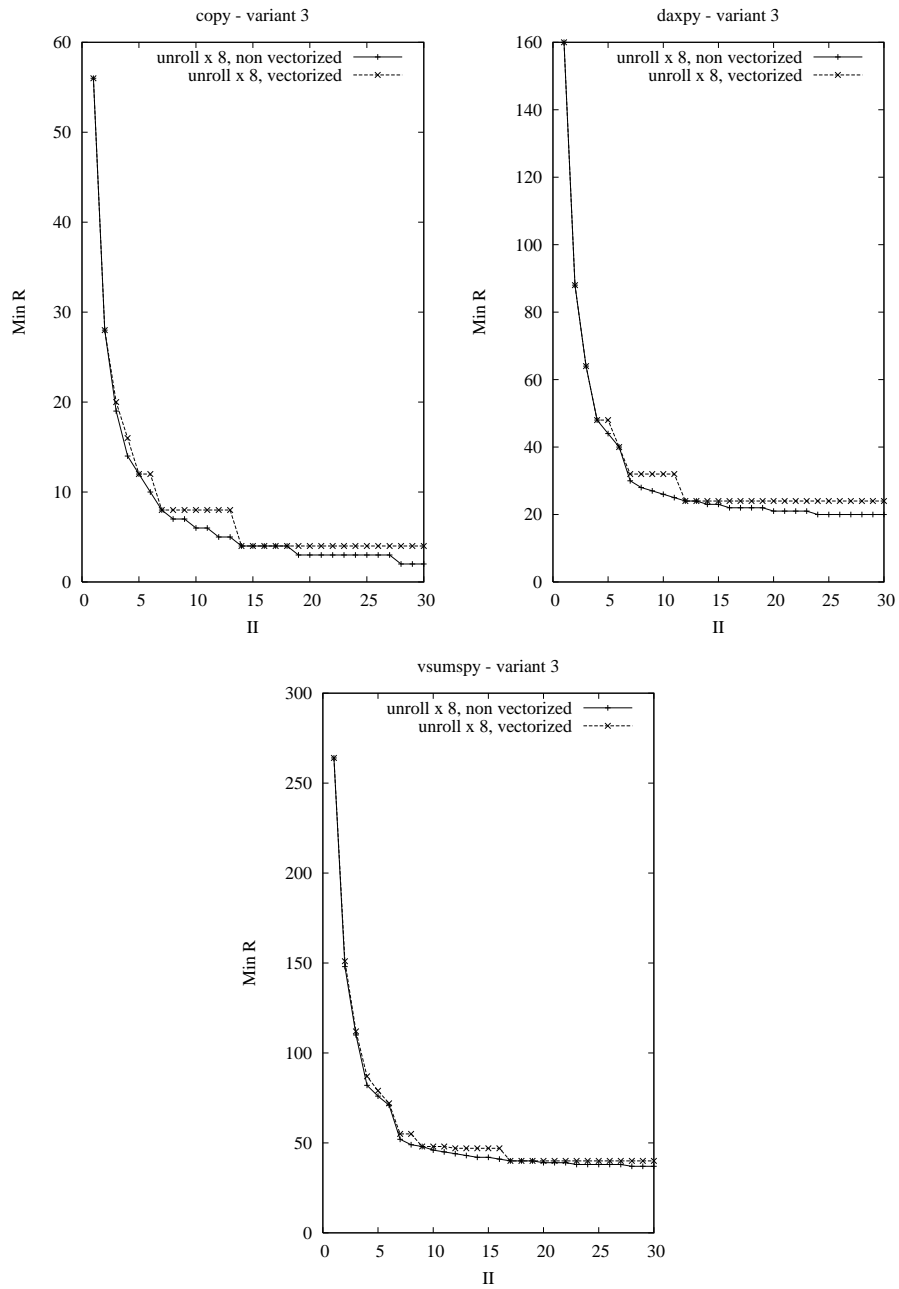 copy - variant 3
60
50
40
30
20
10
0
Min R
unroll x 8, non vectorized
unroll x 8, vectorized
0 5 10 15 20 25 30
II
daxpy - variant 3
160
140
120
100
80
60
40
20
0
Min R
unroll x 8, non vectorized
unroll x 8, vectorized
0 5 10 15 20 25 30
II
vsumspy - variant 3
300
250
200
150
100
50
0
Min R
unroll x 8, non vectorized
unroll x 8, vectorized
0 5 10 15 20 25 30
II